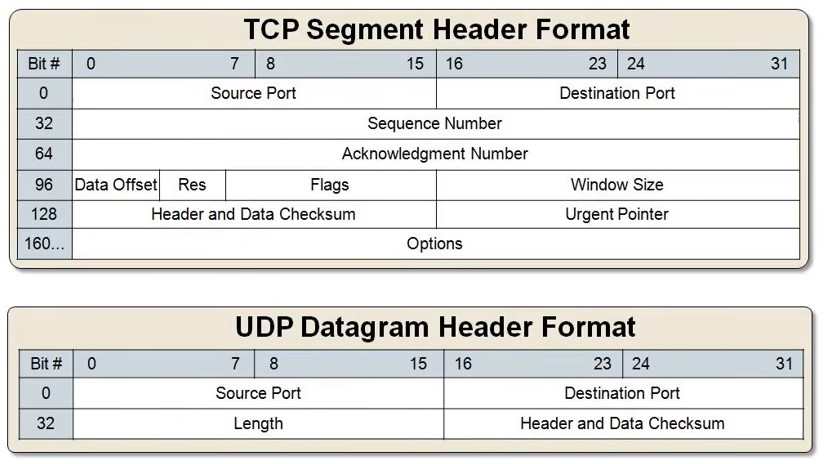 TCP Segment Header Format
Bit # 0 7 8 15 16 23 24 31
0 Source Port Destination Port
32 Sequence Number
64 Acknowledgment Number
96 Data Offset Res Flags Window Size
128 Header and Data Checksum Urgent Pointer
160... Options
UDP Datagram Header Format
Bit # 0 7 8 15 16 23 24 31
0 Source Port Destination Port
32 Length Header and Data Checksum